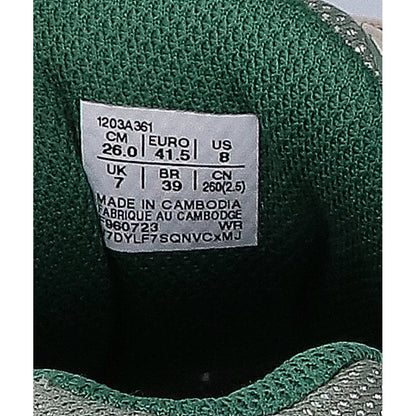 1203A361
CM EURO US
26.0 41.5 8
UK BR CN
7 39 260(2.5)
MADE IN CAMBODIA
FABRIQUE AU CAMBODGE
F960723 WR
7DYLF7SQNVCxMJ